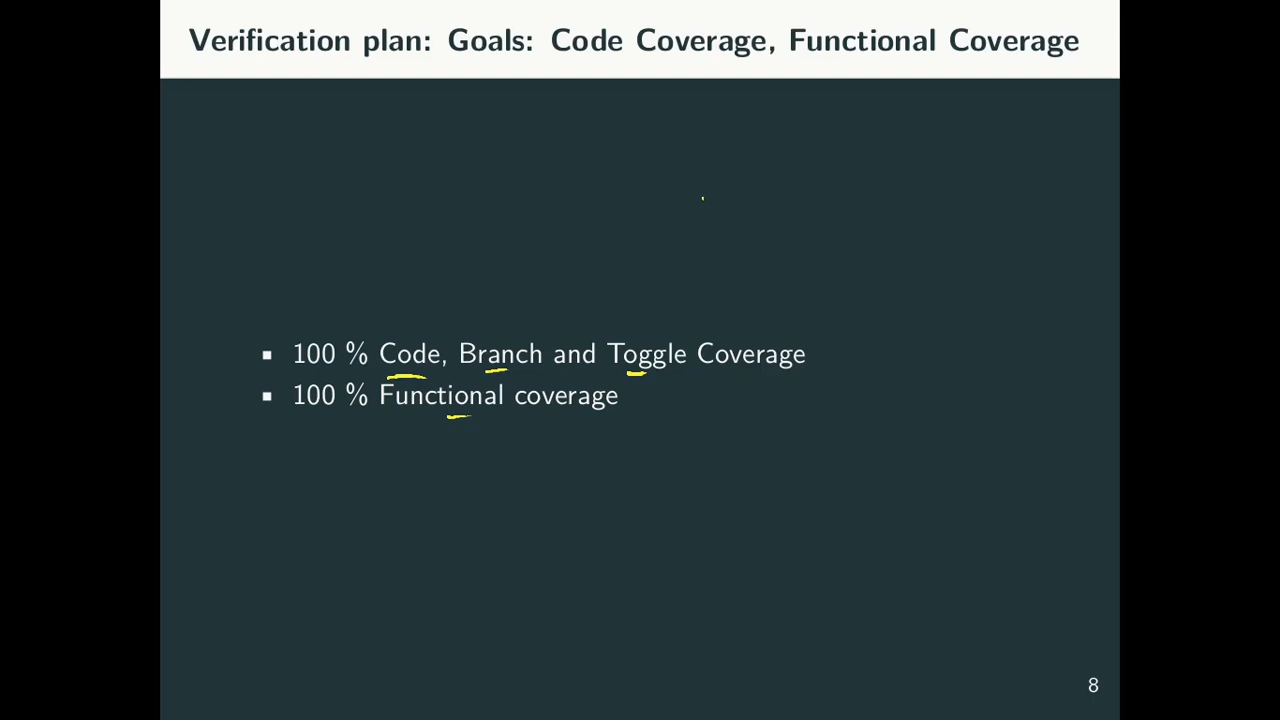 Verification plan: Goals: Code Coverage, Functional Coverage
▪ 100 % Code, Branch and Toggle Coverage
▪ 100 % Functional coverage
8